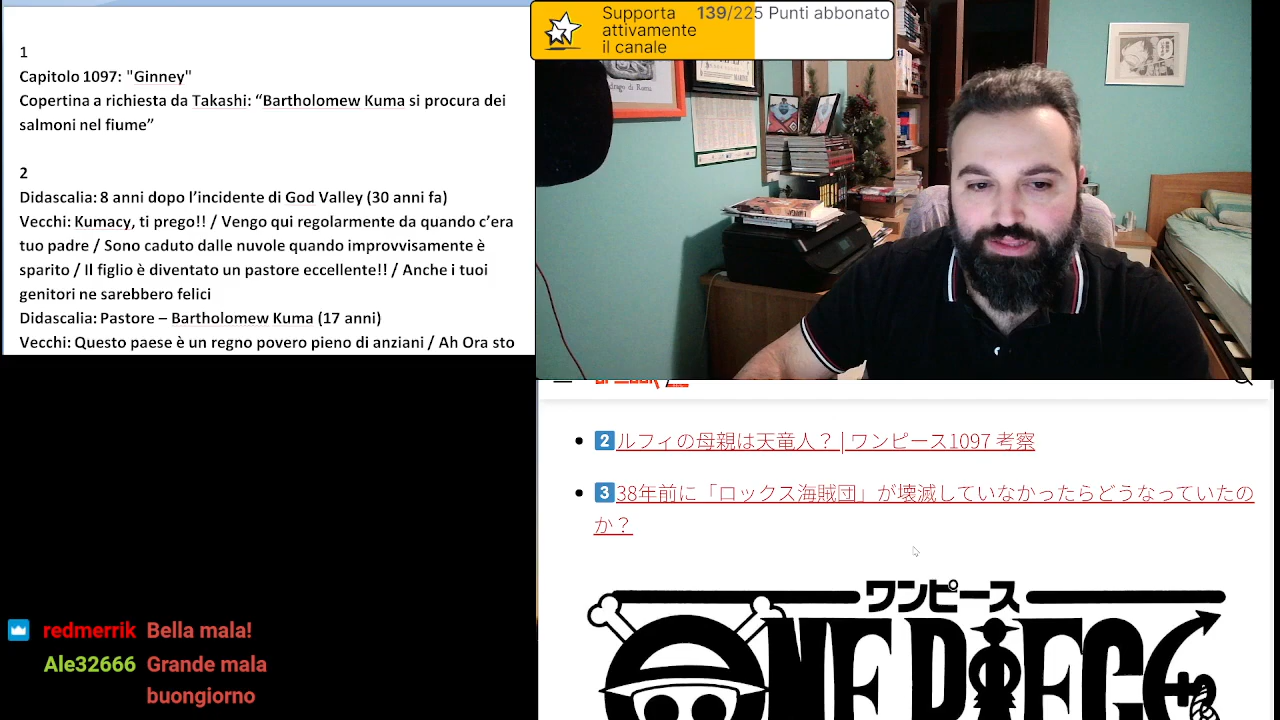 1
Capitolo 1097: "Ginney"
Copertina a richiesta da Takashi: “Bartholomew Kuma si procura dei
salmoni nel fiume”
2
Didascalia: 8 anni dopo l’incidente di God Valley (30 anni fa)
Vecchi: Kumacy, ti prego!! / Vengo qui regolarmente da quando c’era
tuo padre / Sono caduto dalle nuvole quando improvvisamente è
sparito / Il figlio è diventato un pastore eccellente!! / Anche i tuoi
genitori ne sarebbero felici
Didascalia: Pastore – Bartholomew Kuma (17 anni)
Vecchi: Questo paese è un regno povero pieno di anziani / Ah Ora sto
Supporta
attivamente
il canale
139/225 Punti abbonato
2 ルフィの母親は天竜人？ | ワンピース1097 考察
3 38年前に「ロックス海賊団」が壊滅していなかったらどうなっていたの
か？
ワンピース
ONE PIECE
redmerrik Bella mala!
Ale32666 Grande mala
buongiorno